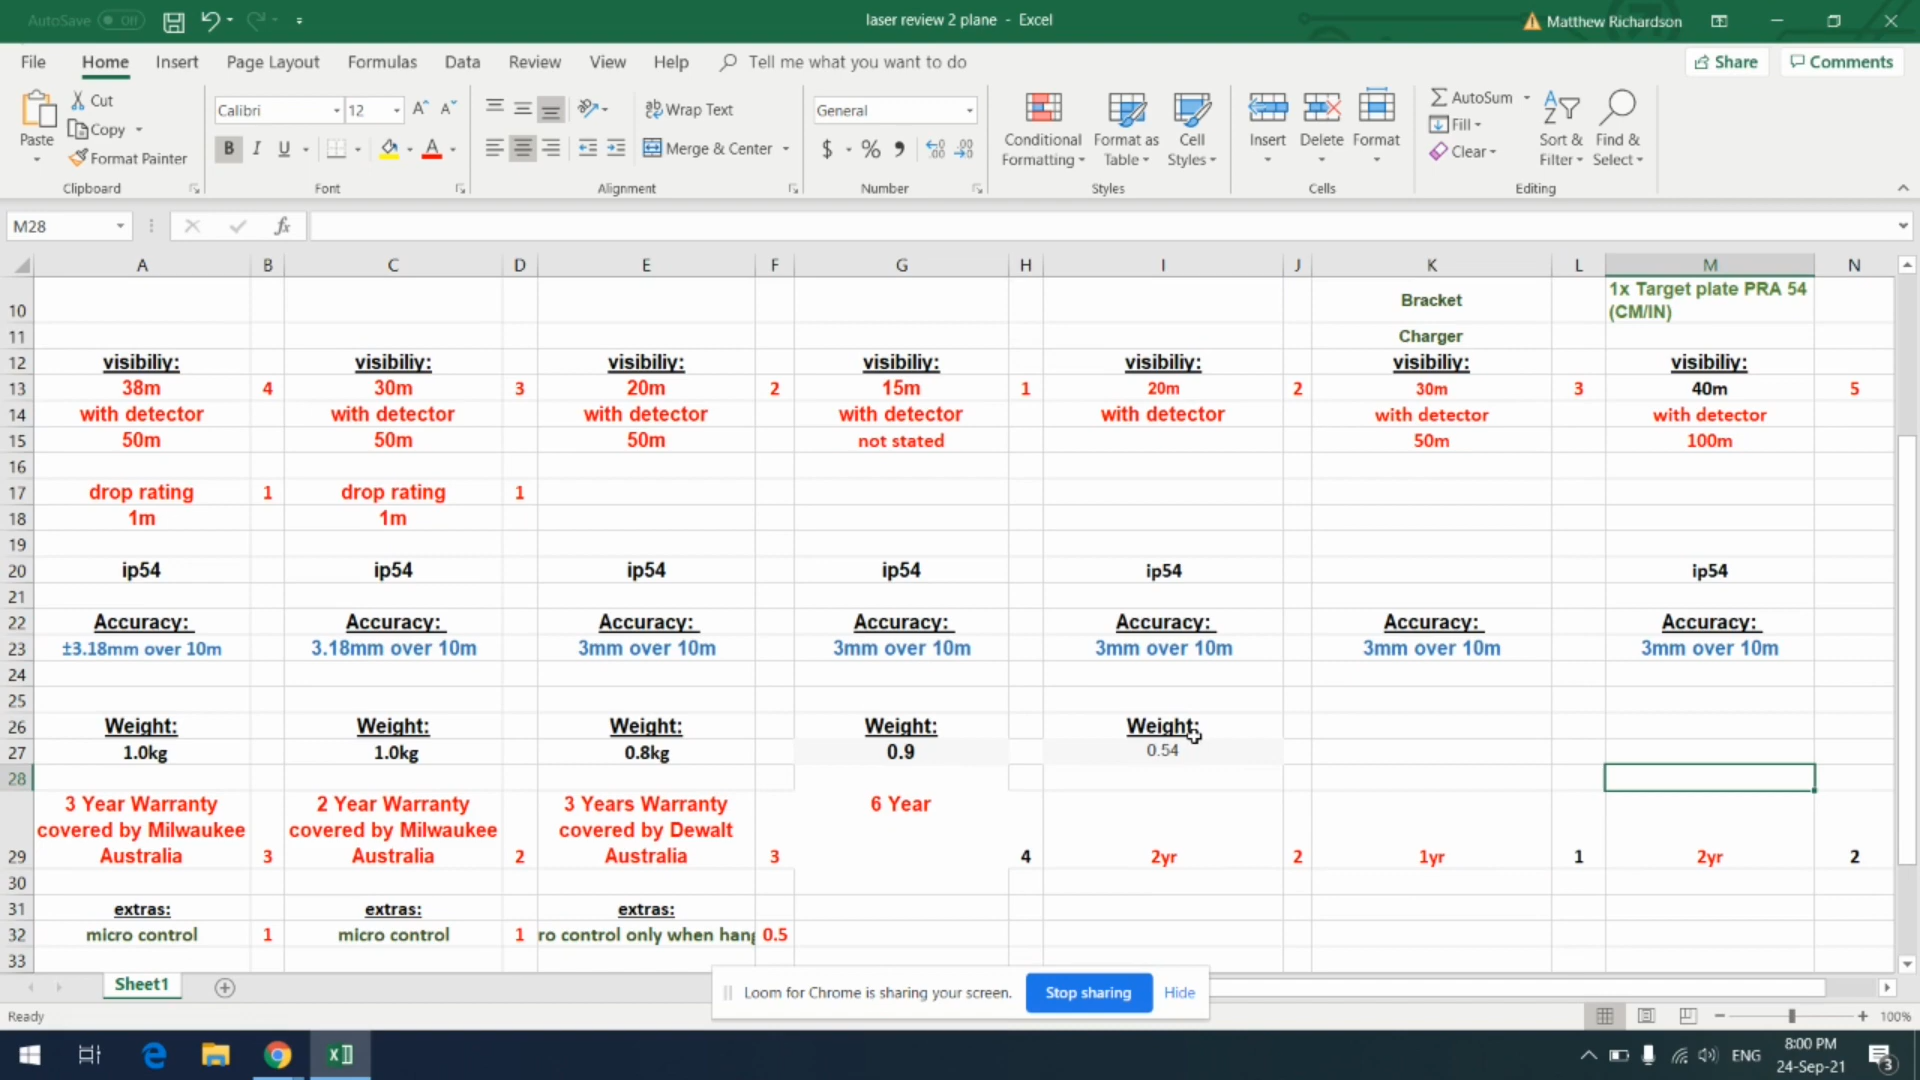 AutoSave Off laser review 2 plane - Excel Matthew Richardson
File Home Insert Page Layout Formulas Data Review View Help Tell me what you want to do Share Comments
Paste Cut Copy Format Painter Clipboard
Calibri 12 B I U Font
Wrap Text Merge & Center Alignment
General $ % Number
Conditional Formatting Format as Table Cell Styles Styles
Insert Delete Format Cells
AutoSum Fill Clear Sort & Filter Find & Select Editing
M28 fx
A B C D E F G H I J K L M N
10 Bracket 1x Target plate PRA 54 (CM/IN)
11 Charger
12 visibiliy: visibiliy: visibiliy: visibiliy: visibiliy: visibiliy: visibiliy:
13 38m 4 30m 3 20m 2 15m 1 20m 2 30m 3 40m 5
14 with detector with detector with detector with detector with detector with detector with detector
15 50m 50m 50m not stated 50m 100m
16
17 drop rating 1 drop rating 1
18 1m 1m
19
20 ip54 ip54 ip54 ip54 ip54 ip54
21
22 Accuracy: Accuracy: Accuracy: Accuracy: Accuracy: Accuracy: Accuracy:
23 ±3.18mm over 10m 3.18mm over 10m 3mm over 10m 3mm over 10m 3mm over 10m 3mm over 10m 3mm over 10m
24
25
26 Weight: Weight: Weight: Weight: Weight:
27 1.0kg 1.0kg 0.8kg 0.9 0.54
28
29 3 Year Warranty covered by Milwaukee Australia 3 2 Year Warranty covered by Milwaukee Australia 2 3 Years Warranty covered by Dewalt Australia 3 6 Year 4 2yr 2 1yr 1 2yr 2
30
31 extras: extras: extras:
32 micro control 1 micro control 1 ro control only when hang 0.5
33
Sheet1
Loom for Chrome is sharing your screen. Stop sharing Hide
Ready 100%
ENG 8:00 PM
24-Sep-21 3